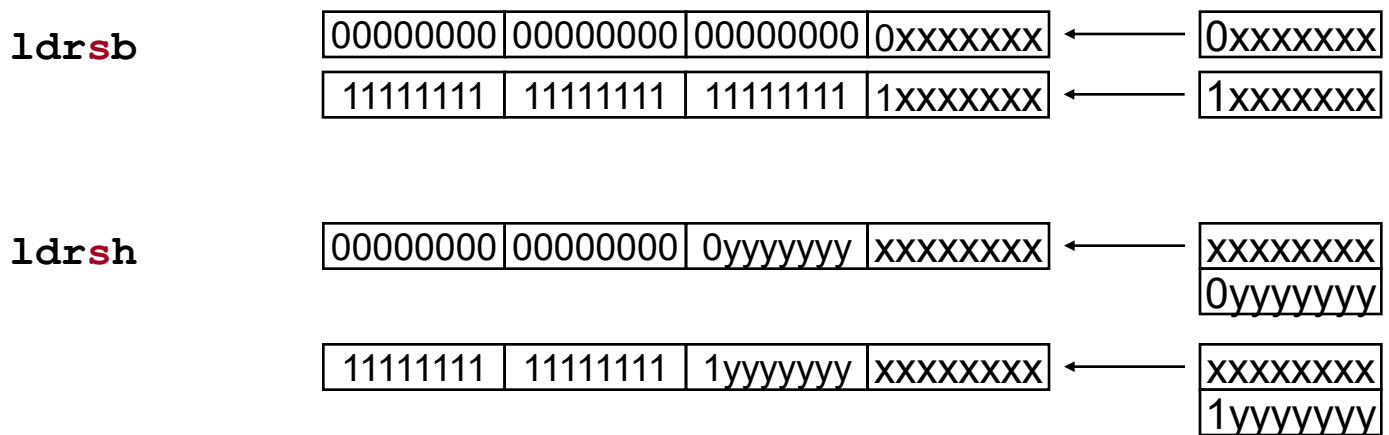 ldrsb 00000000 00000000 00000000 0xxxxxxx 0xxxxxxx
11111111 11111111 11111111 1xxxxxxx 1xxxxxxx
ldrsh 00000000 00000000 0yyyyyyy xxxxxxxx xxxxxxxx
0yyyyyyy
11111111 11111111 1yyyyyyy xxxxxxxx xxxxxxxx
1yyyyyyy